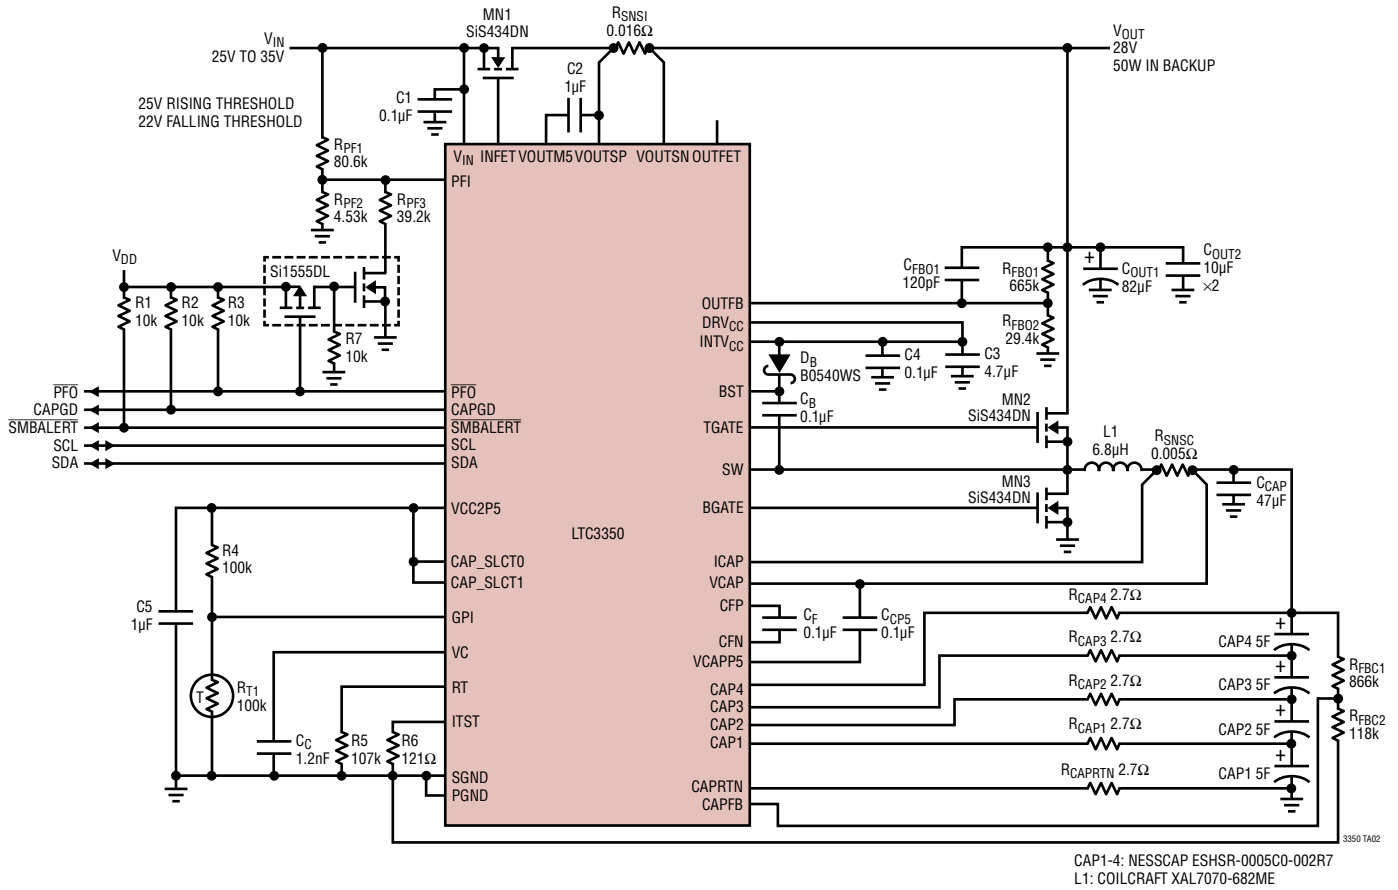 MN1
SiS434DN
RSNSI
0.016Ω
VIN
25V TO 35V
VOUT
28V
50W IN BACKUP
C1
0.1µF
C2
1µF
25V RISING THRESHOLD
22V FALLING THRESHOLD
VIN INFET VOUTM5 VOUTSP VOUTSN OUTFET
RPF1
80.6k
PFI
RPF2
4.53k
RPF3
39.2k
VDD
Si1555DL
R1
10k
R2
10k
R3
10k
R7
10k
CFBO1
120pF
RFBO1
665k
COUT1
82µF
COUT2
10µF
×2
+
OUTFB
DRVCC
INTVCC
RFBO2
29.4k
DB
B0540WS
C4
0.1µF
C3
4.7µF
PFO
CAPGD
SMBALERT
SCL
SDA
PFO
CAPGD
SMBALERT
SCL
SDA
BST
CB
0.1µF
TGATE
MN2
SiS434DN
SW
L1
6.8µH
RSNSC
0.005Ω
CCAP
47µF
MN3
SiS434DN
BGATE
VCC2P5
LTC3350
R4
100k
CAP_SLCT0
CAP_SLCT1
ICAP
VCAP
C5
1µF
GPI
CFP
CF
0.1µF
CCP5
0.1µF
CFN
VCAPP5
VC
T
RT1
100k
RT
ITST
CC
1.2nF
R5
107k
R6
121Ω
SGND
PGND
CAP4
CAP3
CAP2
CAP1
CAPRTN
CAPFB
RCAP4 2.7Ω
RCAP3 2.7Ω
RCAP2 2.7Ω
RCAP1 2.7Ω
RCAPRTN 2.7Ω
+
CAP4 5F
+
CAP3 5F
+
CAP2 5F
+
CAP1 5F
RFBC1
866k
RFBC2
118k
3350 TA02
CAP1-4: NESSCAP ESHSR-0005C0-002R7
L1: COILCRAFT XAL7070-682ME